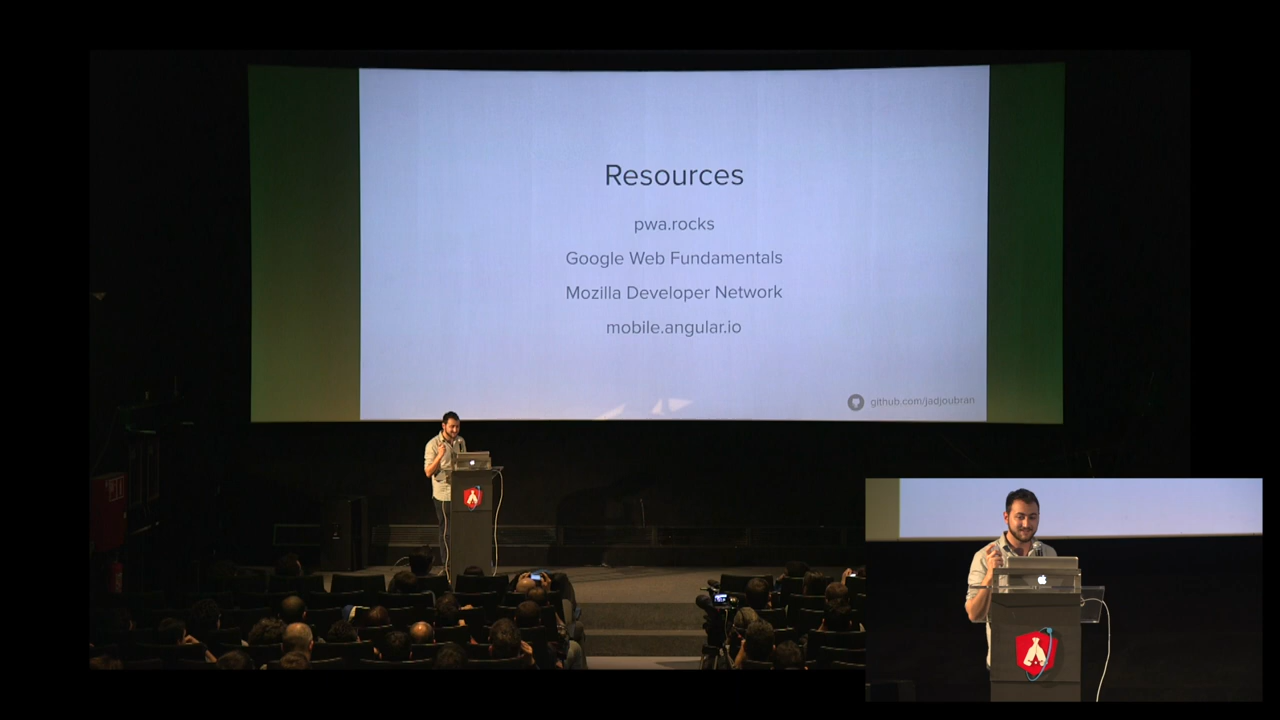 Resources
pwa.rocks
Google Web Fundamentals
Mozilla Developer Network
mobile.angular.io
github.com/jadjoubran